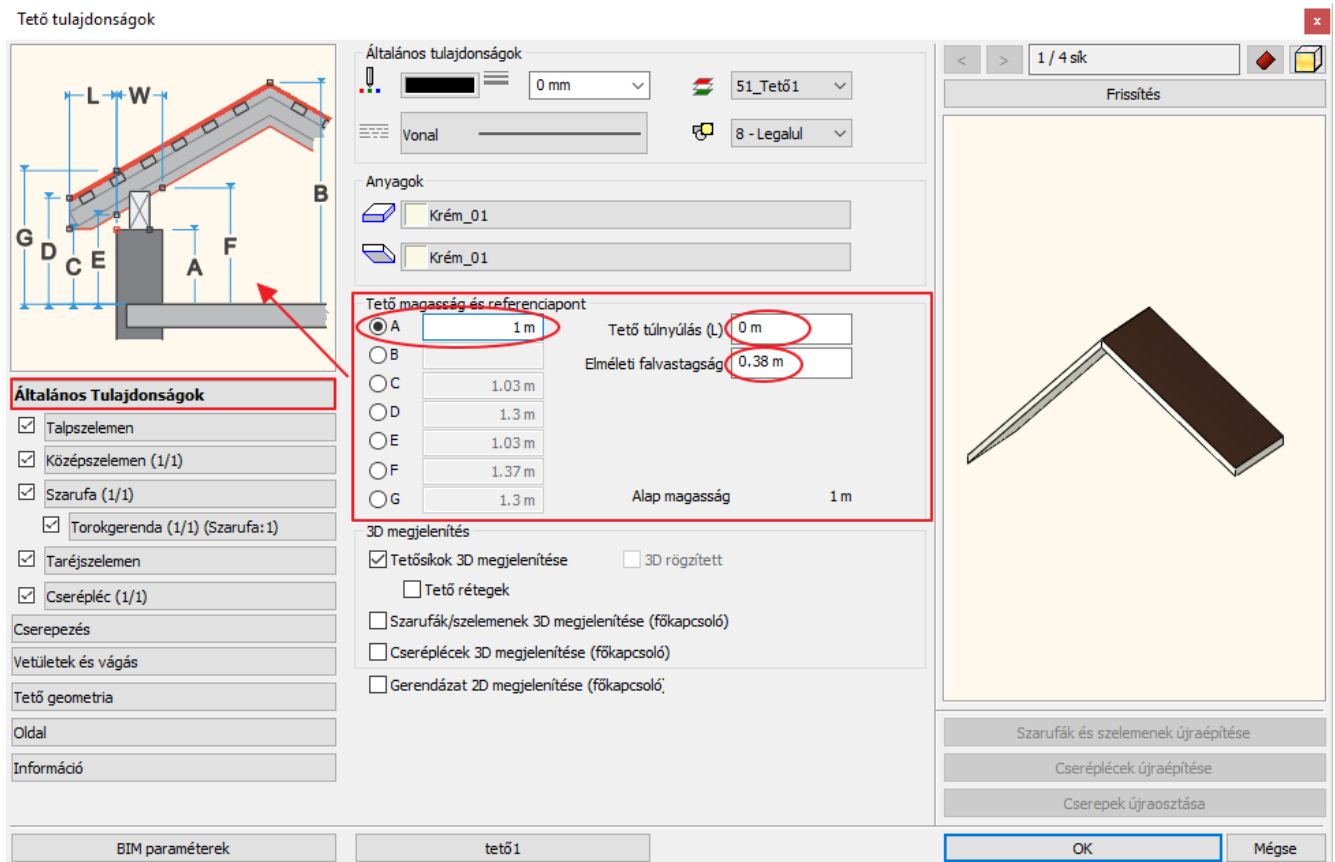 Tető tulajdonságok
x
L W
B
G D C E A F
Általános Tulajdonságok
Talpszelemen
Középszelemen (1/1)
Szarufa (1/1)
Torokgerenda (1/1) (Szarufa:1)
Taréjszelemen
Cserépléc (1/1)
Cserepezés
Vetületek és vágás
Tető geometria
Oldal
Információ
Általános tulajdonságok
0 mm
51_Tető1
Vonal
8 - Legalul
Anyagok
Krém_01
Krém_01
Tető magasság és referenciapont
A 1 m Tető túlnyúlás (L) 0 m
B Elméleti falvastagság 0.38 m
C 1.03 m
D 1.3 m
E 1.03 m
F 1.37 m
G 1.3 m Alap magasság 1 m
3D megjelenítés
Tetősíkok 3D megjelenítése 3D rögzített
Tető rétegek
Szarufák/szelemenek 3D megjelenítése (főkapcsoló)
Cseréplécek 3D megjelenítése (főkapcsoló)
Gerendázat 2D megjelenítése (főkapcsoló
< > 1 / 4 sík
Frissítés
Szarufák és szelemenek újraépítése
Cseréplécek újraépítése
Cserepek újraosztása
BIM paraméterek tető1 OK Mégse